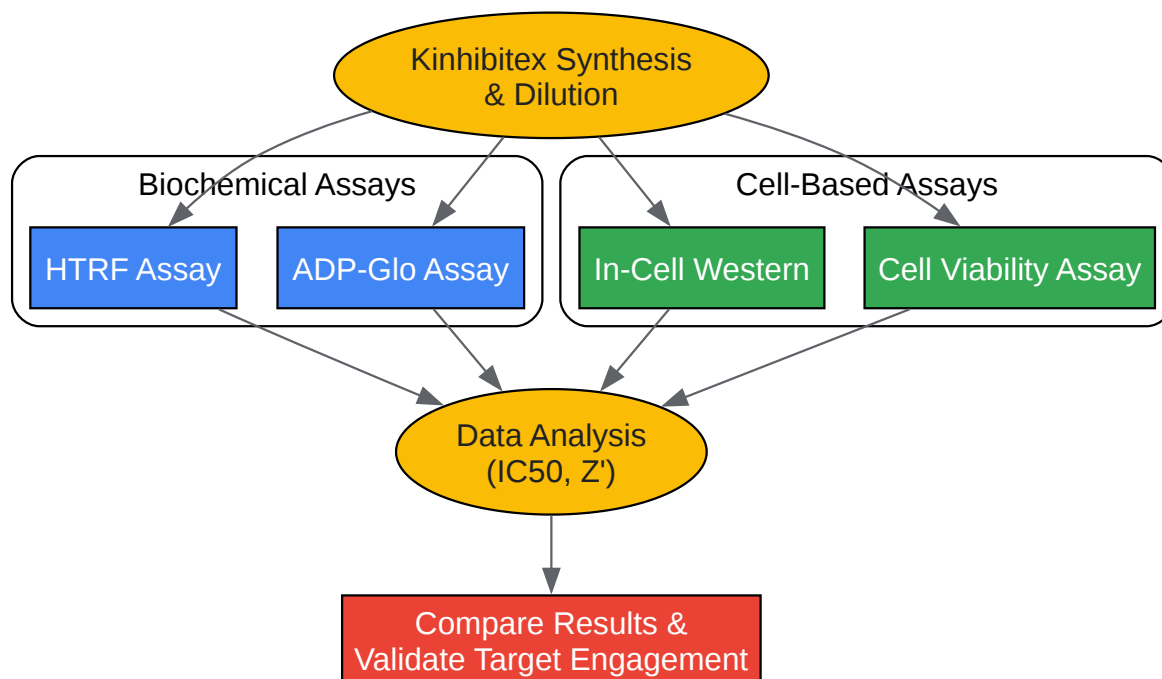 Kinhibitex Synthesis
& Dilution
Biochemical Assays
Cell-Based Assays
HTRF Assay
ADP-Glo Assay
In-Cell Western
Cell Viability Assay
Data Analysis
(IC50, Z')
Compare Results &
Validate Target Engagement